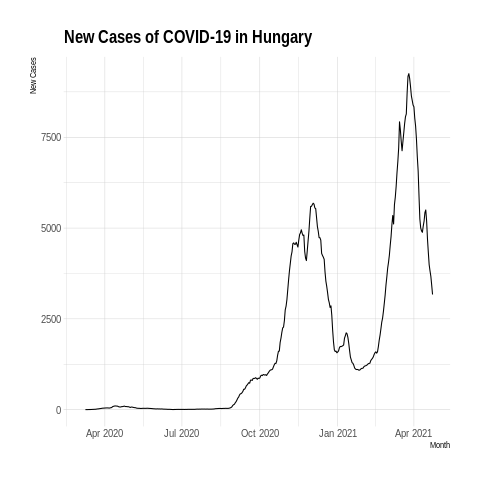 New Cases of COVID-19 in Hungary
New Cases
7500
5000
2500
0
Apr 2020 Jul 2020 Oct 2020 Jan 2021 Apr 2021
Month